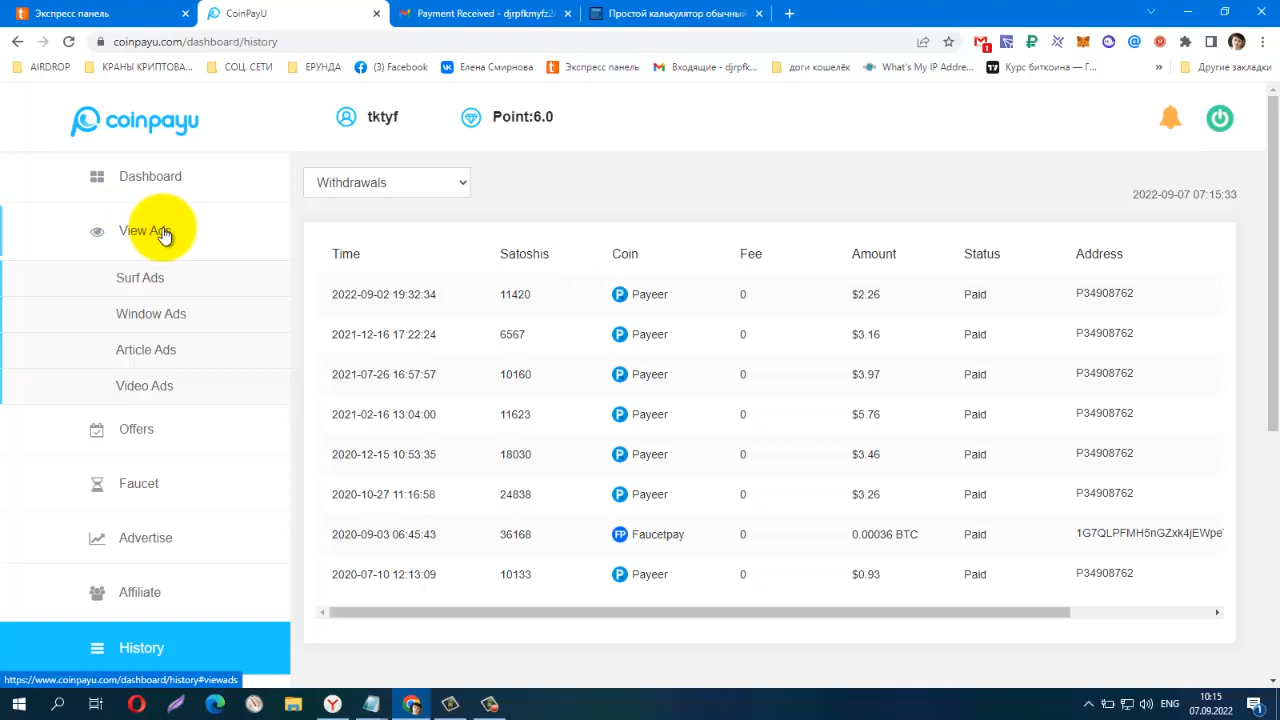 Экспресс панель
CoinPayU
Payment Received - djrpfkmyfz2
Простой калькулятор обычный
coinpayu.com/dashboard/history
1
AIRDROP
КРАНЫ КРИПТОВА...
СОЦ. СЕТИ
ЕРУНДА
(3) Facebook
Елена Смирнова
Экспресс панель
Входящие - djrpfk...
доги кошелёк
What's My IP Addre...
Курс биткоина — Г...
»
Другие закладки
coinpayu
tktyf
Point:6.0
Dashboard
Withdrawals
2022-09-07 07:15:33
View Ads
Surf Ads
Window Ads
Article Ads
Video Ads
Offers
Faucet
Advertise
Affiliate
History
Time Satoshis Coin Fee Amount Status Address
2022-09-02 19:32:34 11420 Payeer 0 $2.26 Paid P34908762
2021-12-16 17:22:24 6567 Payeer 0 $3.16 Paid P34908762
2021-07-26 16:57:57 10160 Payeer 0 $3.97 Paid P34908762
2021-02-16 13:04:00 11623 Payeer 0 $5.76 Paid P34908762
2020-12-15 10:53:35 18030 Payeer 0 $3.46 Paid P34908762
2020-10-27 11:16:58 24838 Payeer 0 $3.26 Paid P34908762
2020-09-03 06:45:43 36168 Faucetpay 0 0.00036 BTC Paid 1G7QLPFMH5nGZxk4jEWpe
2020-07-10 12:13:09 10133 Payeer 0 $0.93 Paid P34908762
https://www.coinpayu.com/dashboard/history#viewads
ENG
10:15
07.09.2022
1